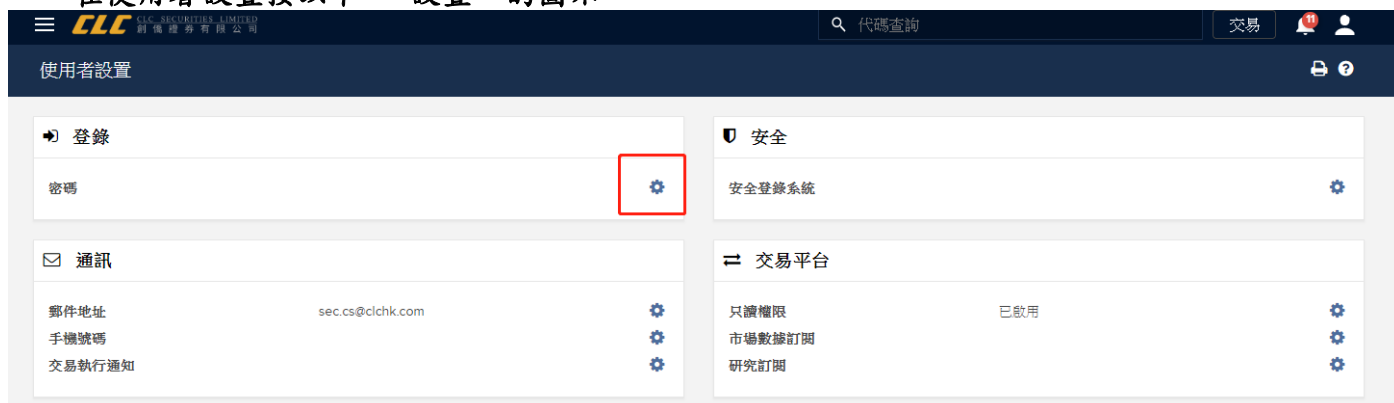 CLC SECURITIES LIMITED
創僑證券有限公司
代碼查詢
交易
11
使用者設置
登錄
密碼
安全
安全登錄系統
通訊
郵件地址 sec.cs@clchk.com
手機號碼
交易執行通知
交易平台
只讀權限 已啟用
市場數據訂閱
研究訂閱